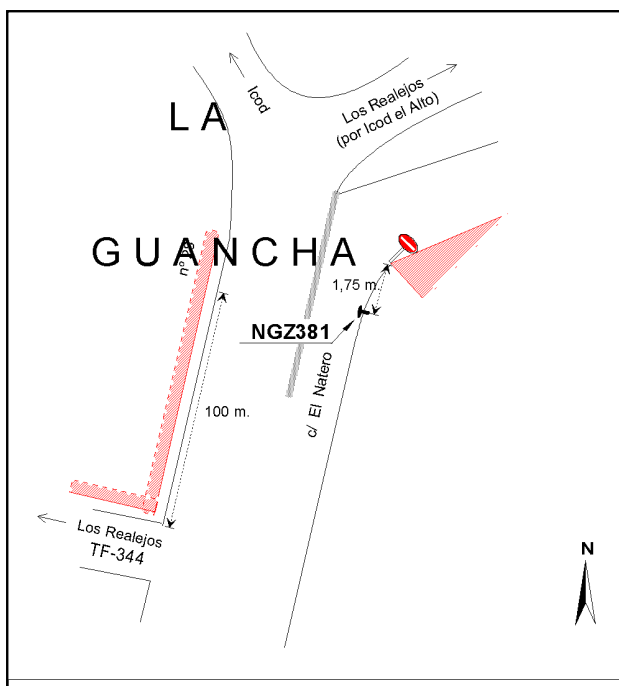 Icod
Los Realejos
(por Icod el Alto)
LA
GUANCHA
1,75 m.
NGZ381
c/ El Natero
100 m.
Los Realejos
TF-344
N